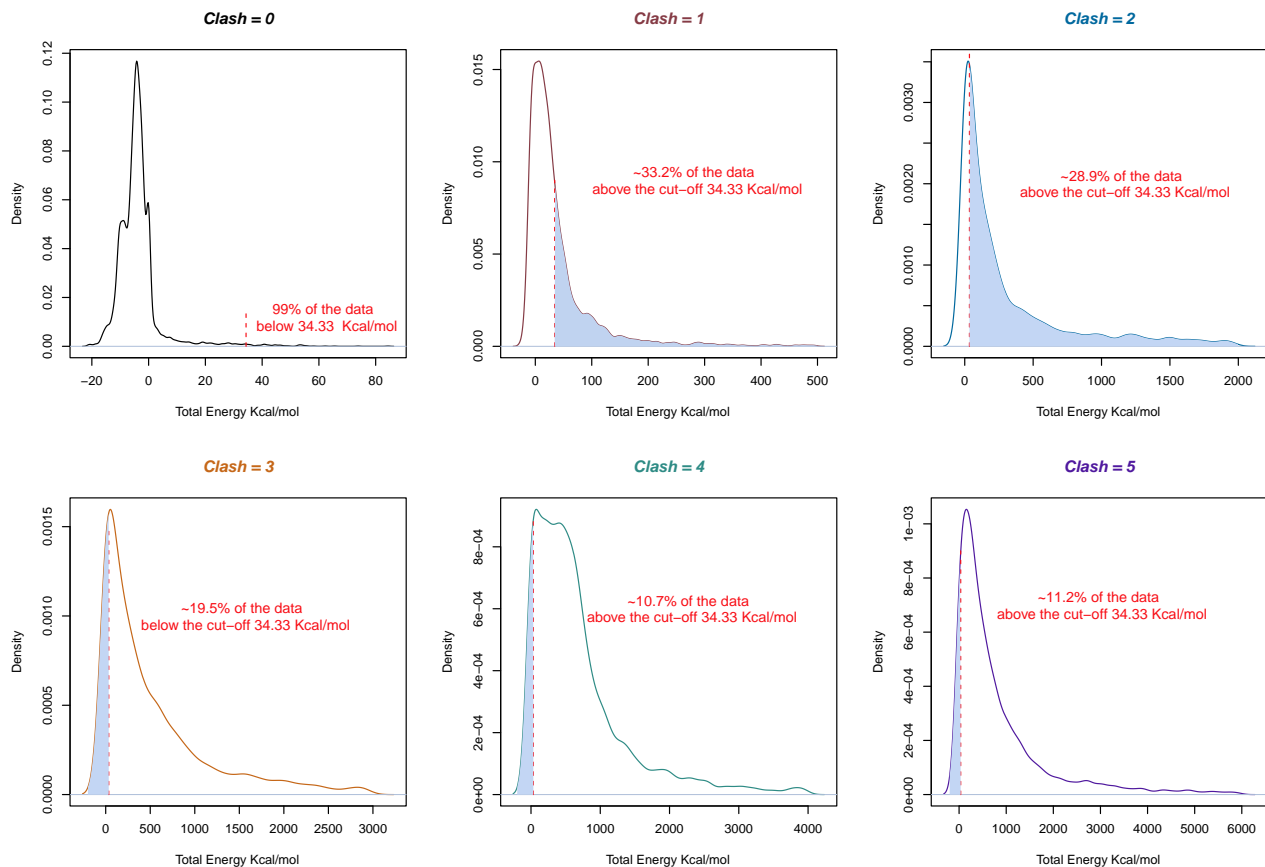 Clash = 0
0.00
0.02
0.04
0.06
0.08
0.10
0.12
Density
99% of the data
below 34.33  Kcal/mol
−20
0
20
40
60
80
Total Energy Kcal/mol
Clash = 1
0.000
0.005
0.010
0.015
Density
~33.2% of the data
above the cut−off 34.33 Kcal/mol
0
100
200
300
400
500
Total Energy Kcal/mol
Clash = 2
0.0000
0.0010
0.0020
0.0030
Density
~28.9% of the data
above the cut−off 34.33 Kcal/mol
0
500
1000
1500
2000
Total Energy Kcal/mol
Clash = 3
0.0000
0.0005
0.0010
0.0015
Density
~19.5% of the data
below the cut−off 34.33 Kcal/mol
0
500
1000
1500
2000
2500
3000
Total Energy Kcal/mol
Clash = 4
0e+00
2e−04
4e−04
6e−04
8e−04
Density
~10.7% of the data
above the cut−off 34.33 Kcal/mol
0
1000
2000
3000
4000
Total Energy Kcal/mol
Clash = 5
0e+00
2e−04
4e−04
6e−04
8e−04
1e−03
Density
~11.2% of the data
above the cut−off 34.33 Kcal/mol
0
1000
2000
3000
4000
5000
6000
Total Energy Kcal/mol